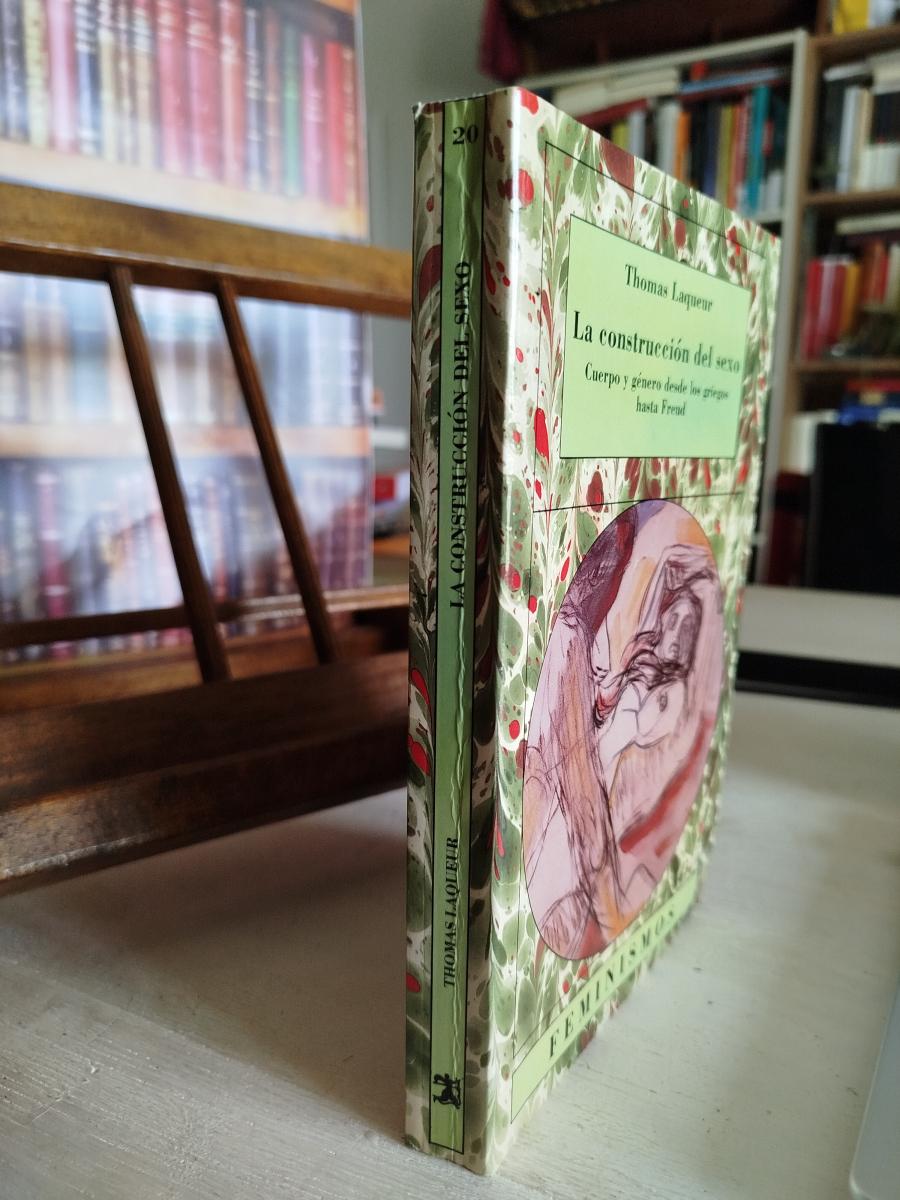 20
LA CONSTRUCCIÓN DEL SEXO
THOMAS LAQUEUR
Thomas Laqueur
La construcción del sexo
Cuerpo y género desde los griegos
hasta Freud
FEMINISMOS